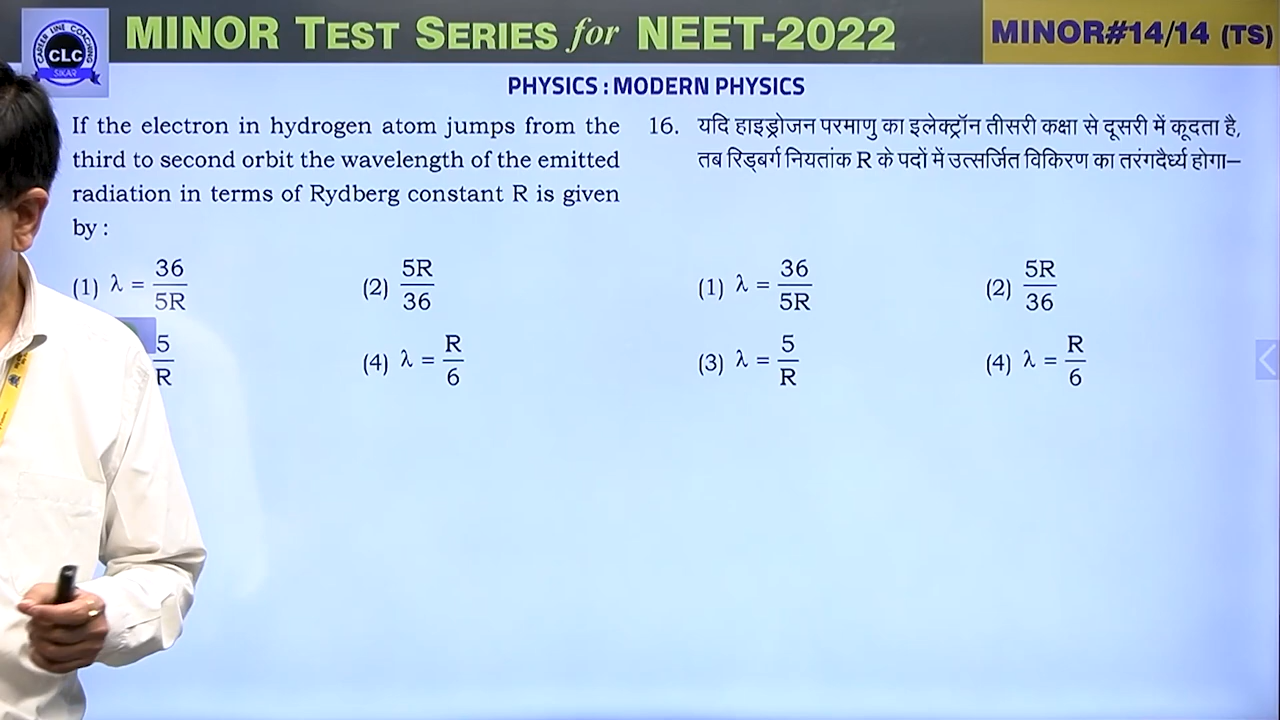 CAREER LINE COACHING
CLC
SIKAR
MINOR TEST SERIES for NEET-2022
MINOR#14/14 (TS)
PHYSICS : MODERN PHYSICS
If the electron in hydrogen atom jumps from the
third to second orbit the wavelength of the emitted
radiation in terms of Rydberg constant R is given
by :
(1) λ = 36/5R
(2) 5R/36
5/R
(4) λ = R/6
16. यदि हाइड्रोजन परमाणु का इलेक्ट्रॉन तीसरी कक्षा से दूसरी में कूदता है,
तब रिड्बर्ग नियतांक R के पदों में उत्सर्जित विकिरण का तरंगदैर्ध्य होगा–
(1) λ = 36/5R
(2) 5R/36
(3) λ = 5/R
(4) λ = R/6